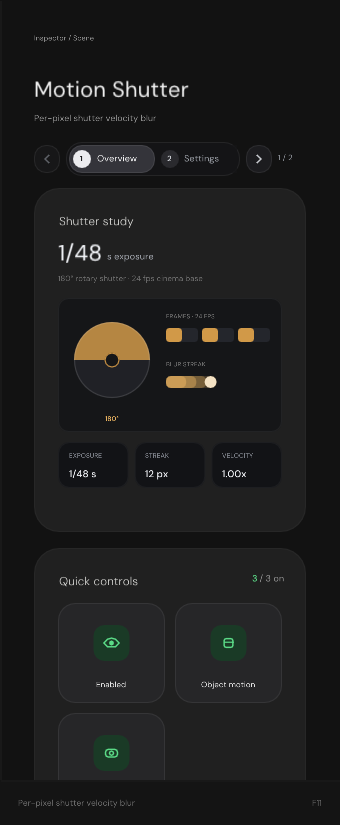 Inspector / Scene
Motion Shutter
Per-pixel shutter velocity blur
1 Overview 2 Settings 1 / 2
Shutter study
1/48 s exposure
180° rotary shutter · 24 fps cinema base
FRAMES · 24 FPS
BLUR STREAK
180°
EXPOSURE STREAK VELOCITY
1/48 s 12 px 1.00x
Quick controls 3 / 3 on
Enabled Object motion
Per-pixel shutter velocity blur F11